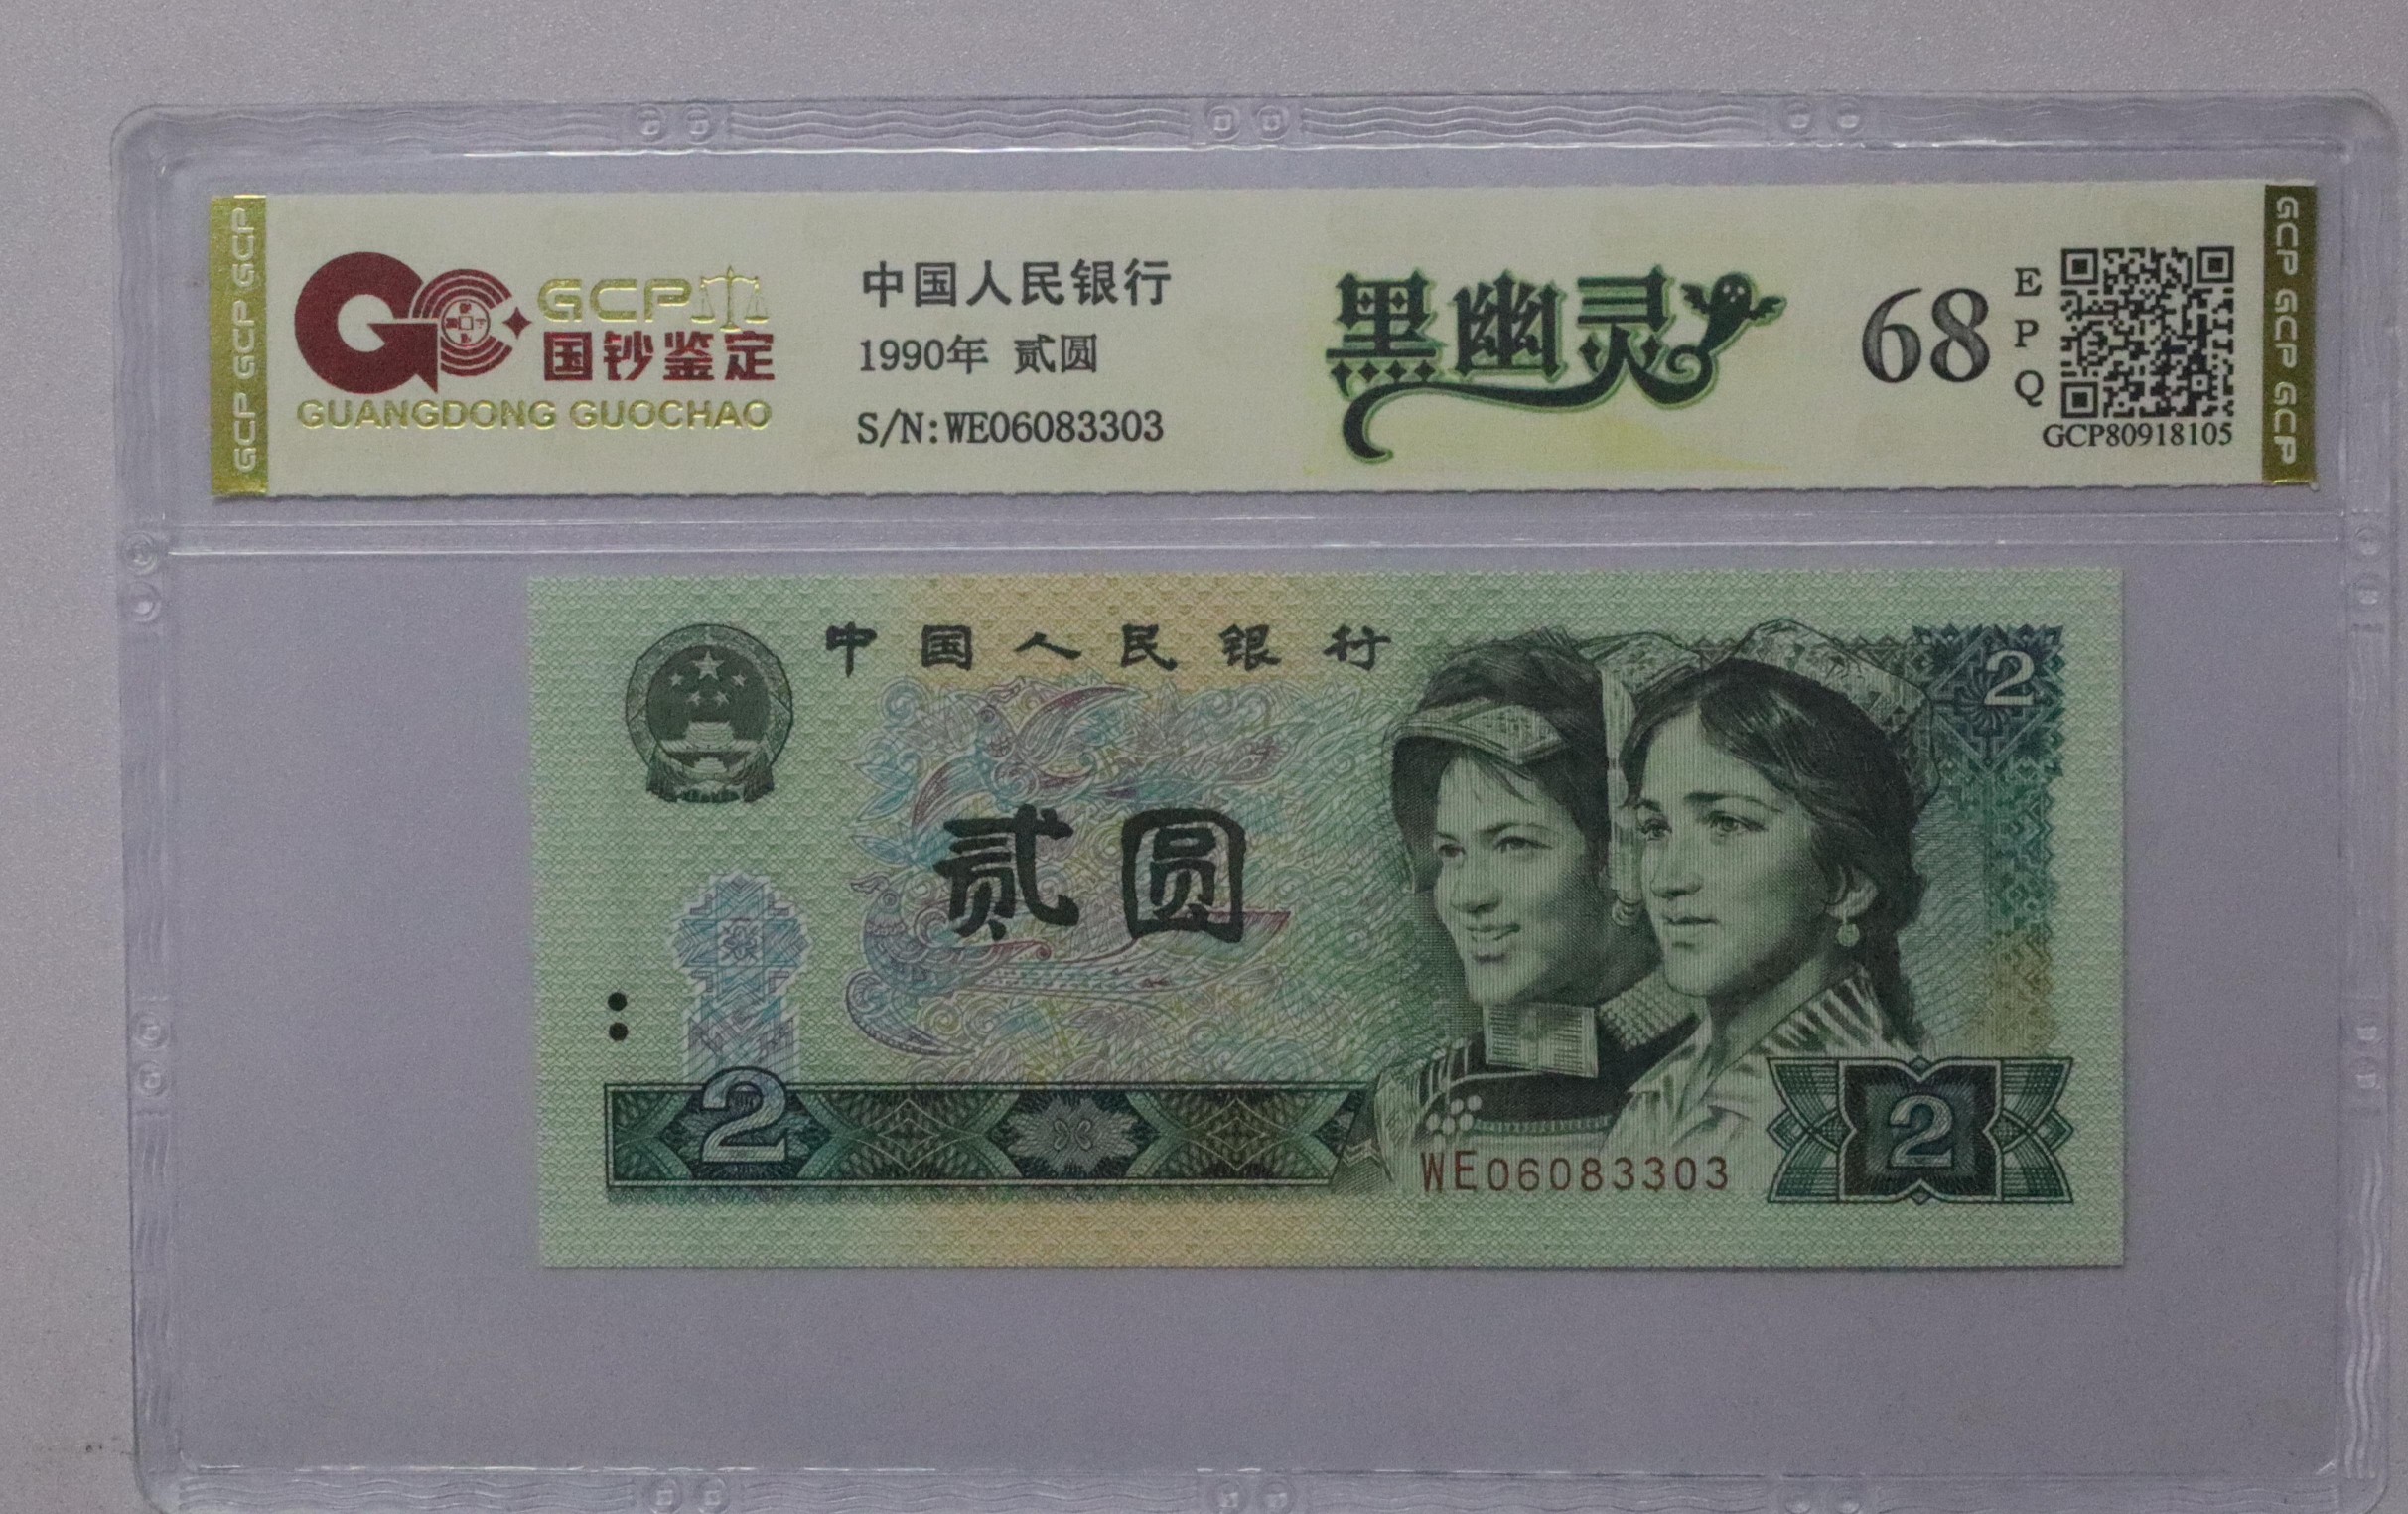 GCP GCP GCP
GCP
国钞鉴定
GUANGDONG GUOCHAO
中国人民银行
1990年 贰圆
S/N:WE06083303
黑幽灵
68
E
P
Q
GCP80918105
GCP GCP GCP
中国人民银行
2
贰圆
2
WE06083303
2